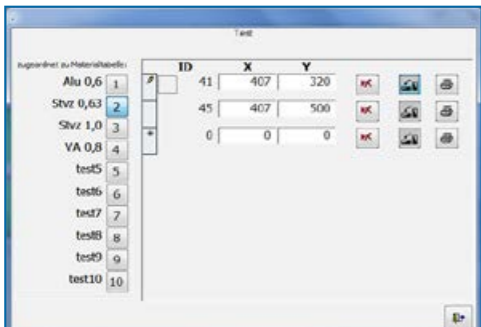 Test
zugeordnet zu Materialtabelle:
ID X Y
Alu 0,6 1
Stvz 0,63 2
Stvz 1,0 3
VA 0,8 4
test5 5
test6 6
test7 7
test8 8
test9 9
test10 10
41 407 320
45 407 500
* 0 0 0